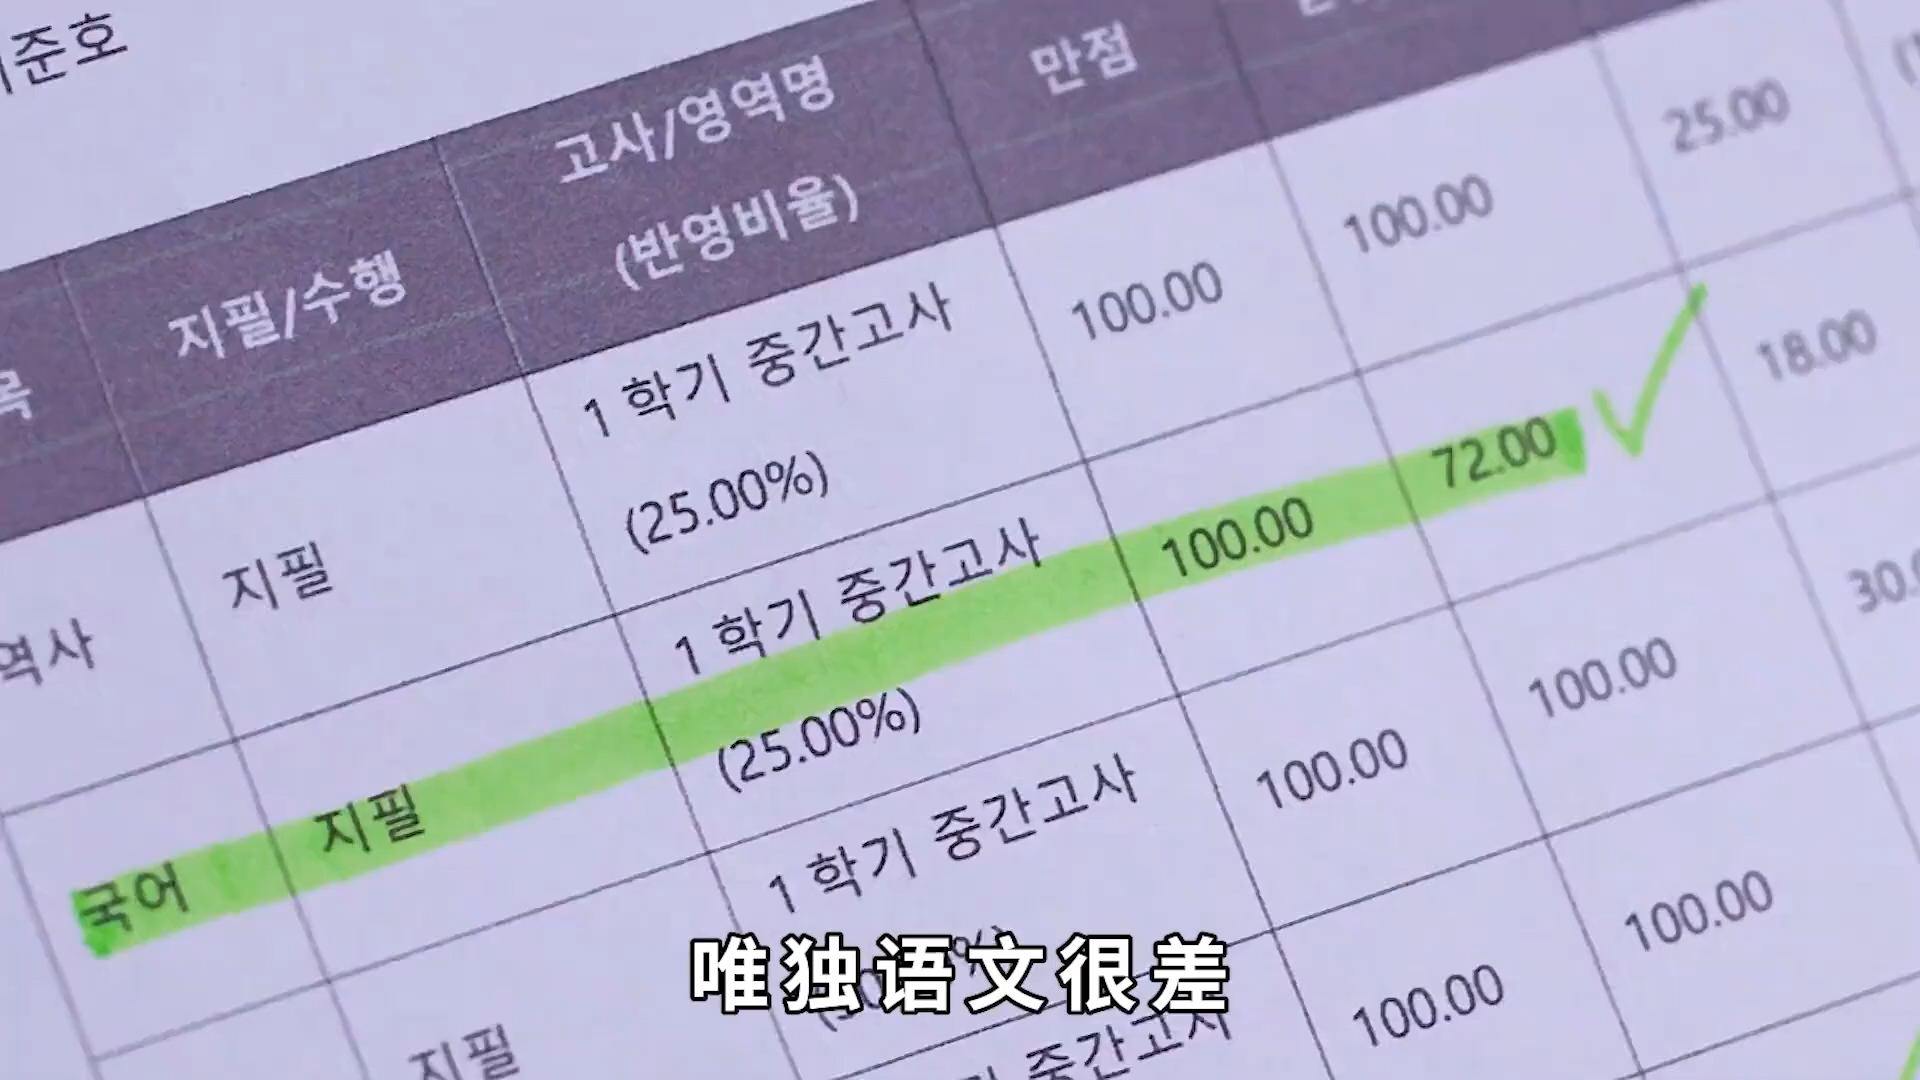 준호
지필/수행
고사/영역명
(반영비율)
만점
역사
지필
1 학기 중간고사
(25.00%)
100.00
100.00
25.00
국어
지필
1 학기 중간고사
(25.00%)
100.00
72.00
18.00
지필
1 학기 중간고사
100.00
100.00
중간고사
100.00
100.00
唯独语文很差